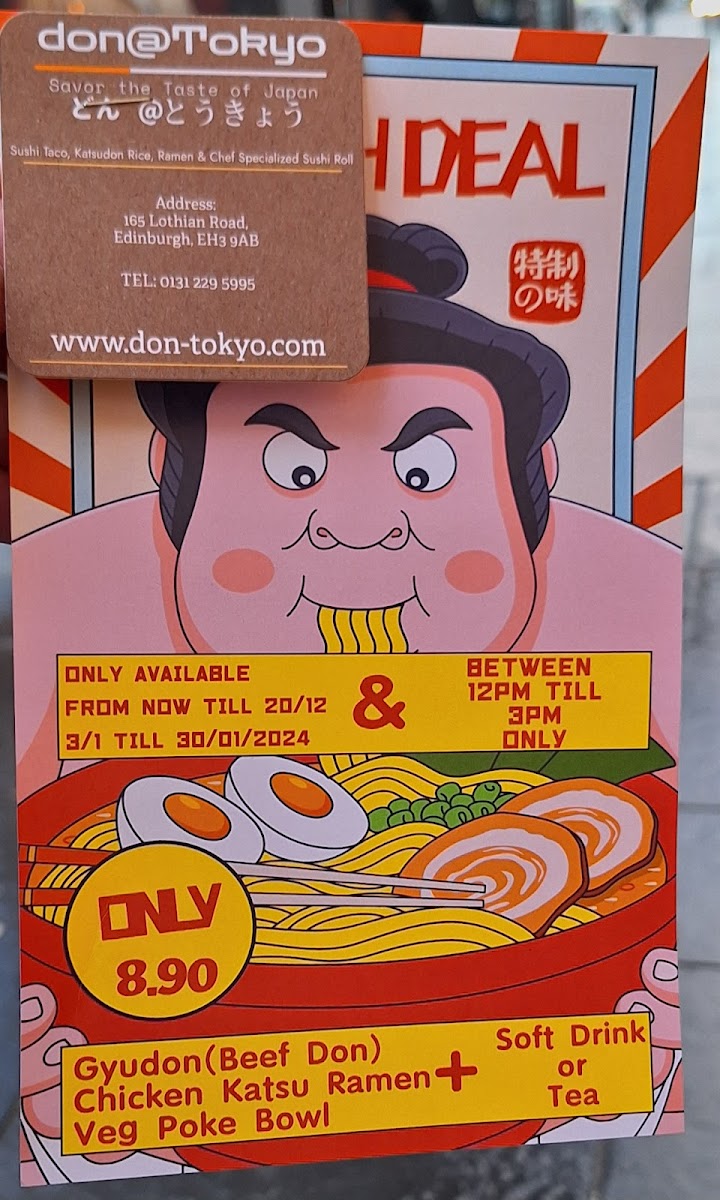 don@Tokyo
Savor the Taste of Japan
どん @とうきょう
Sushi Taco, Katsudon Rice, Ramen & Chef Specialized Sushi Roll
Address:
165 Lothian Road,
Edinburgh, EH3 9AB
TEL: 0131 229 5995
www.don-tokyo.com
H DEAL
特制
の味
ONLY AVAILABLE
FROM NOW TILL 20/12
3/1 TILL 30/01/2024
&
BETWEEN
12PM TILL
3PM
ONLY
ONLY
8.90
Gyudon(Beef Don)
Chicken Katsu Ramen
Veg Poke Bowl
+
Soft Drink
or
Tea